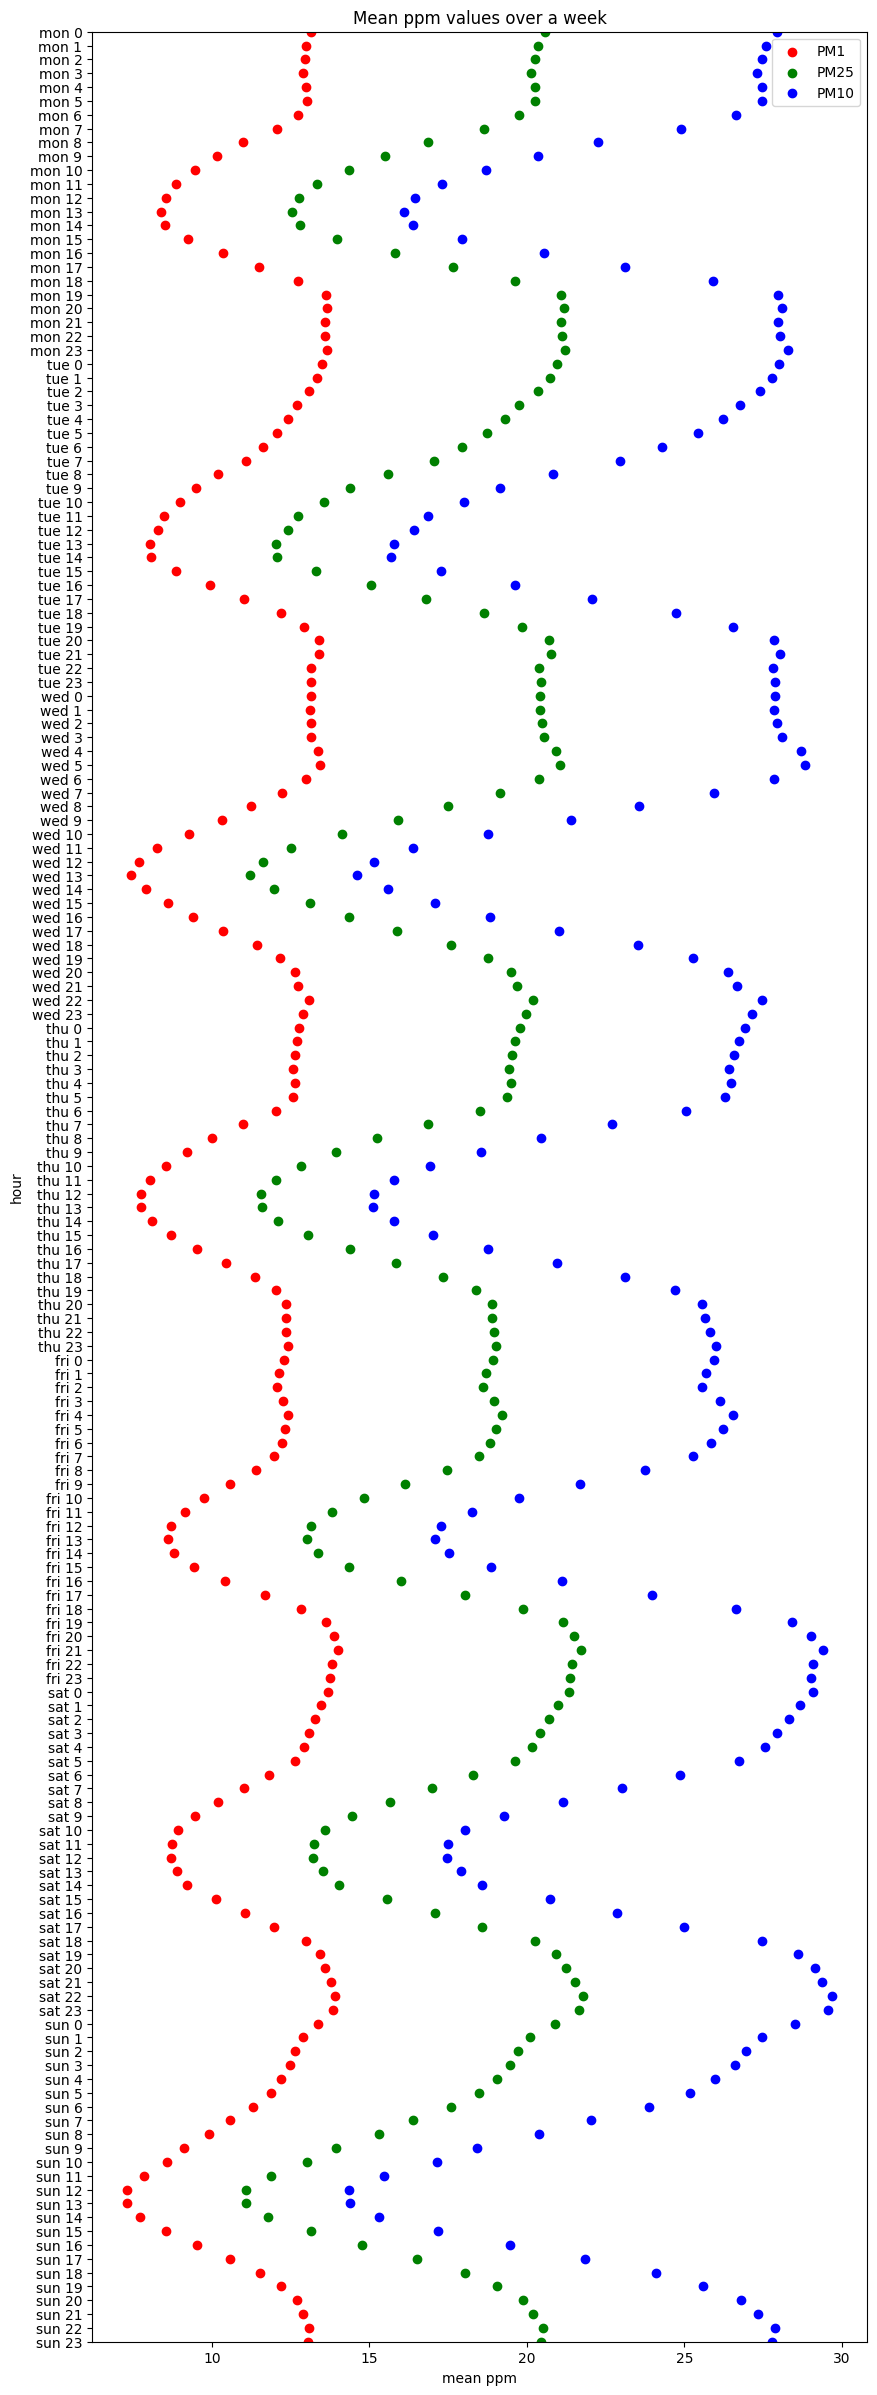 Mean ppm values over a week
PM1
PM25
PM10
mon 0
mon 1
mon 2
mon 3
mon 4
mon 5
mon 6
mon 7
mon 8
mon 9
mon 10
mon 11
mon 12
mon 13
mon 14
mon 15
mon 16
mon 17
mon 18
mon 19
mon 20
mon 21
mon 22
mon 23
tue 0
tue 1
tue 2
tue 3
tue 4
tue 5
tue 6
tue 7
tue 8
tue 9
tue 10
tue 11
tue 12
tue 13
tue 14
tue 15
tue 16
tue 17
tue 18
tue 19
tue 20
tue 21
tue 22
tue 23
wed 0
wed 1
wed 2
wed 3
wed 4
wed 5
wed 6
wed 7
wed 8
wed 9
wed 10
wed 11
wed 12
wed 13
wed 14
wed 15
wed 16
wed 17
wed 18
wed 19
wed 20
wed 21
wed 22
wed 23
thu 0
thu 1
thu 2
thu 3
thu 4
thu 5
thu 6
thu 7
thu 8
thu 9
thu 10
thu 11
thu 12
thu 13
thu 14
thu 15
thu 16
thu 17
thu 18
thu 19
thu 20
thu 21
thu 22
thu 23
fri 0
fri 1
fri 2
fri 3
fri 4
fri 5
fri 6
fri 7
fri 8
fri 9
fri 10
fri 11
fri 12
fri 13
fri 14
fri 15
fri 16
fri 17
fri 18
fri 19
fri 20
fri 21
fri 22
fri 23
sat 0
sat 1
sat 2
sat 3
sat 4
sat 5
sat 6
sat 7
sat 8
sat 9
sat 10
sat 11
sat 12
sat 13
sat 14
sat 15
sat 16
sat 17
sat 18
sat 19
sat 20
sat 21
sat 22
sat 23
sun 0
sun 1
sun 2
sun 3
sun 4
sun 5
sun 6
sun 7
sun 8
sun 9
sun 10
sun 11
sun 12
sun 13
sun 14
sun 15
sun 16
sun 17
sun 18
sun 19
sun 20
sun 21
sun 22
sun 23
hour
10 15 20 25 30
mean ppm